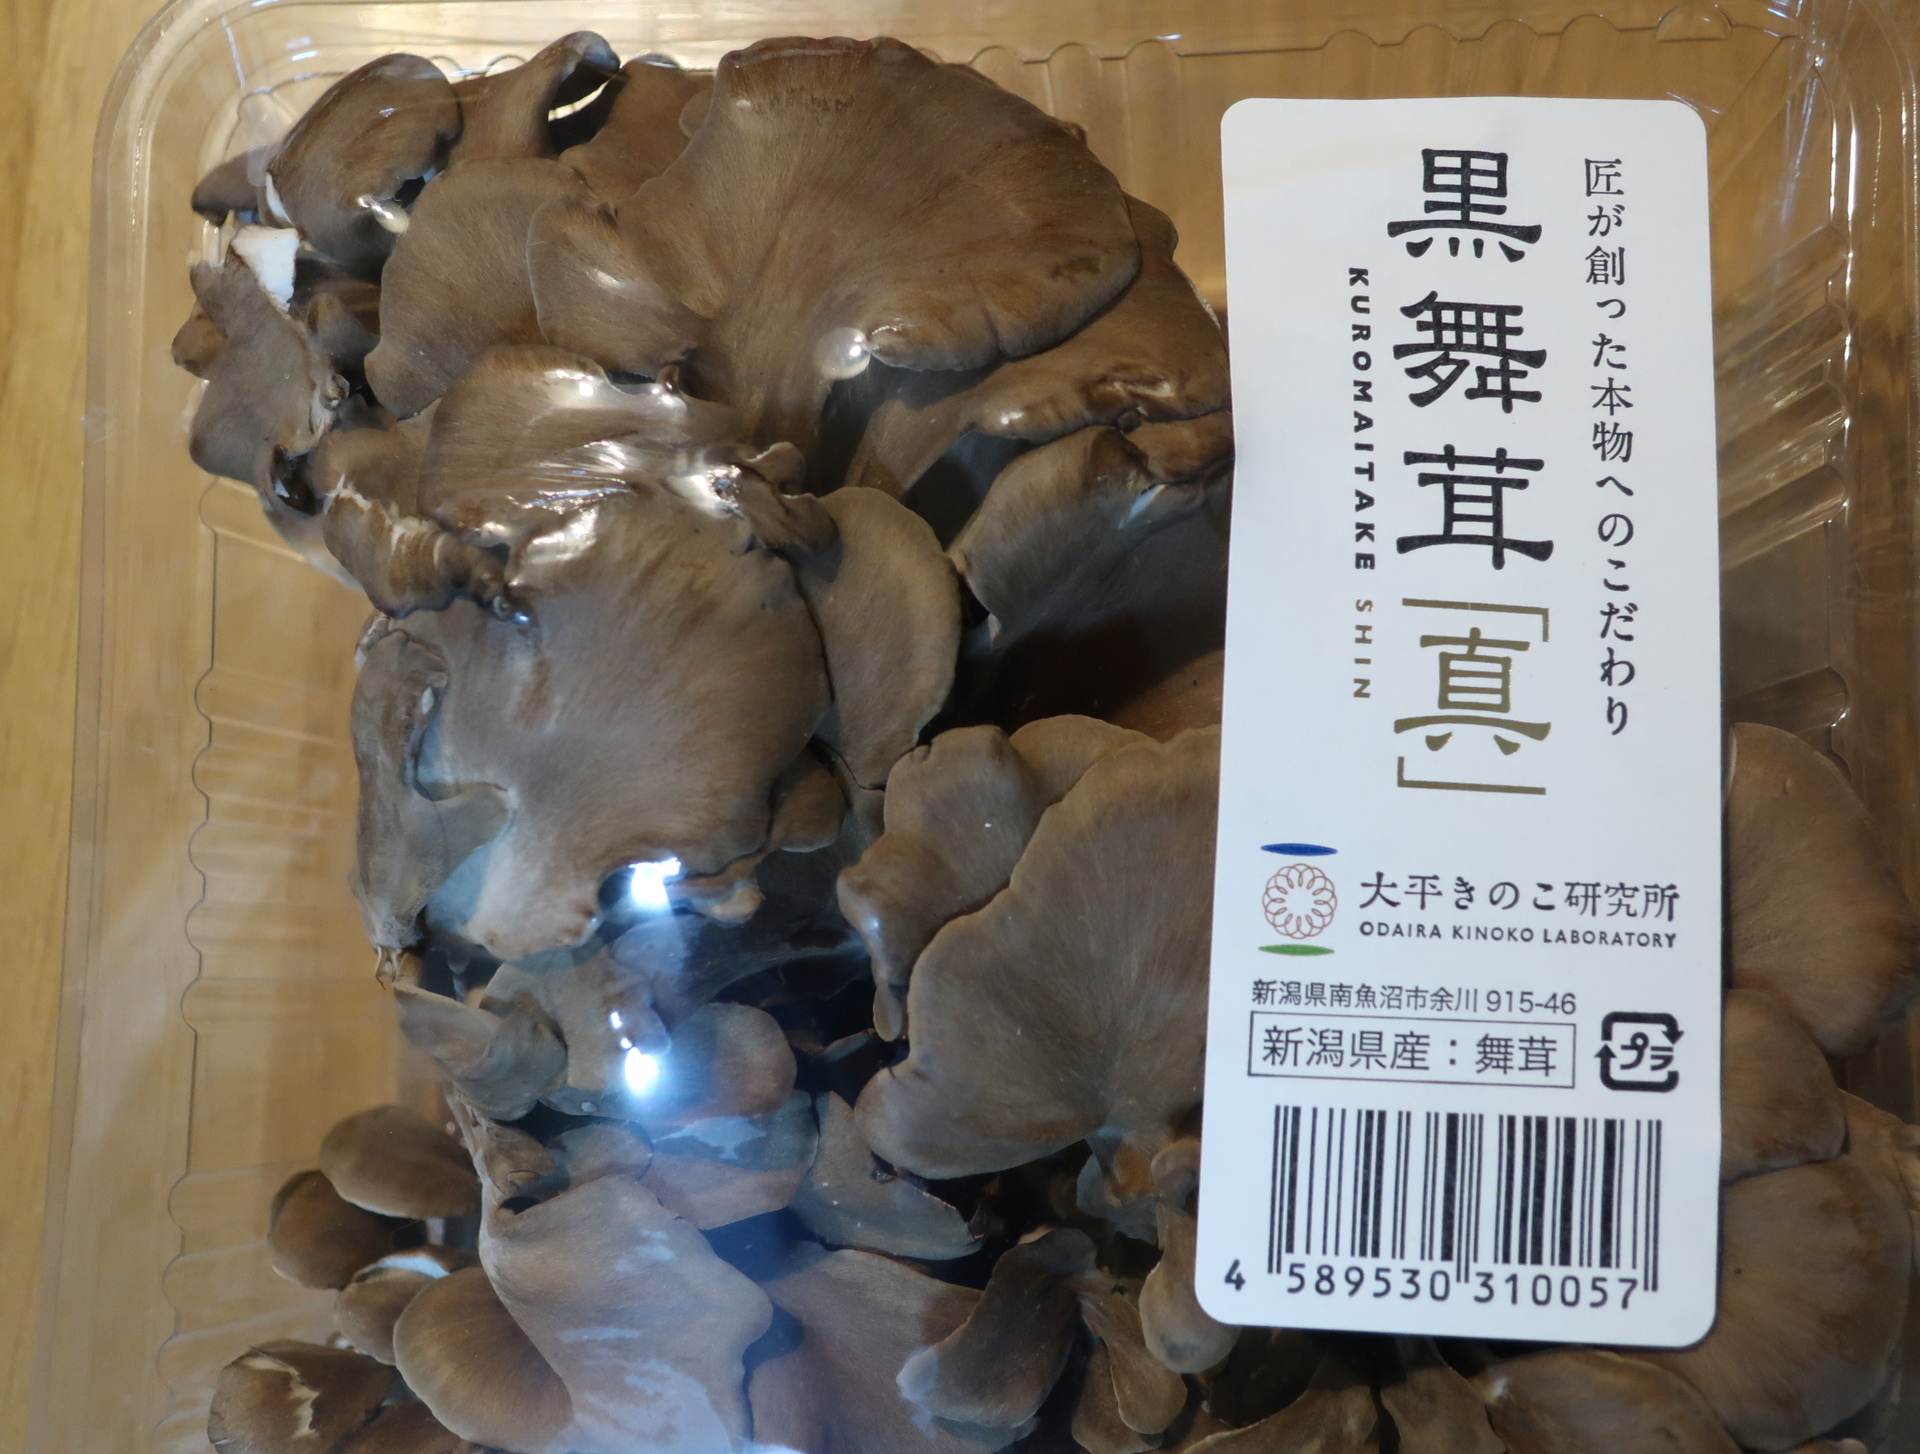 匠が創った本物へのこだわり
黒舞茸「真」
KUROMAITAKE SHIN
大平きのこ研究所
ODAIRA KINOKO LABORATORY
新潟県南魚沼市余川 915-46
新潟県産：舞茸
プラ
4 589530 310057